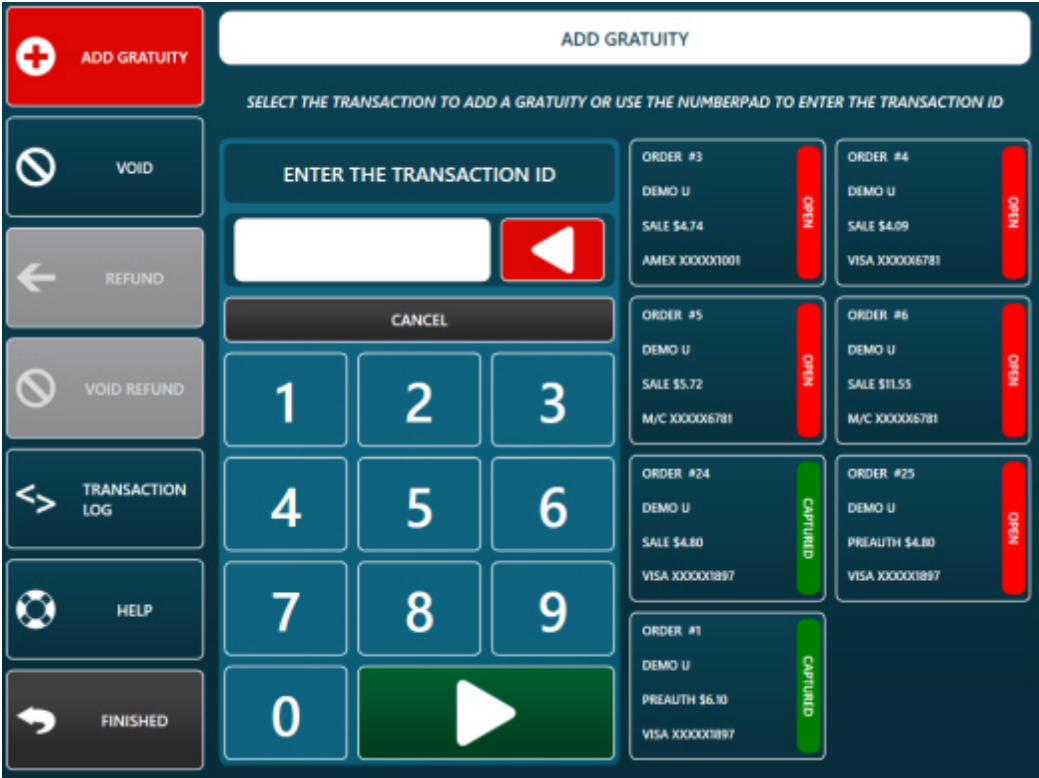 ADD GRATUITY
VOID
REFUND
VOID REFUND
TRANSACTION
LOG
HELP
FINISHED
ADD GRATUITY
SELECT THE TRANSACTION TO ADD A GRATUITY OR USE THE NUMBERPAD TO ENTER THE TRANSACTION ID
ENTER THE TRANSACTION ID
CANCEL
1 2 3
4 5 6
7 8 9
0
ORDER #3
DEMO U
SALE $4.74
AMEX XXXXX1001
OPEN
ORDER #4
DEMO U
SALE $4.09
VISA XXXXX6781
OPEN
ORDER #5
DEMO U
SALE $5.72
M/C XXXXX6781
OPEN
ORDER #6
DEMO U
SALE $11.55
M/C XXXXX6781
OPEN
ORDER #24
DEMO U
SALE $4.80
VISA XXXXX1897
CAPTURED
ORDER #25
DEMO U
PREAUTH $4.80
VISA XXXXX1897
OPEN
ORDER #1
DEMO U
PREAUTH $6.10
VISA XXXXX1897
CAPTURED